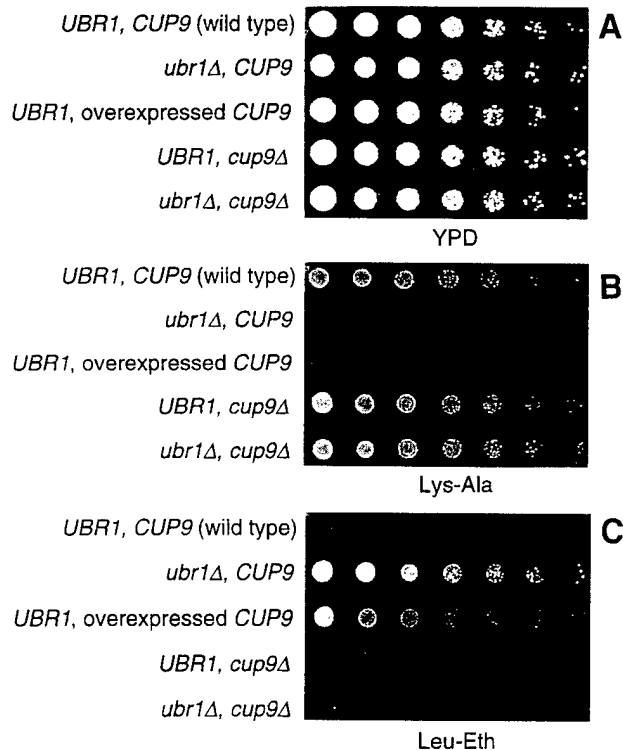 UBR1, CUP9 (wild type)
A
ubr1Δ, CUP9
UBR1, overexpressed CUP9
UBR1, cup9Δ
ubr1Δ, cup9Δ
YPD
UBR1, CUP9 (wild type)
B
ubr1Δ, CUP9
UBR1, overexpressed CUP9
UBR1, cup9Δ
ubr1Δ, cup9Δ
Lys-Ala
UBR1, CUP9 (wild type)
C
ubr1Δ, CUP9
UBR1, overexpressed CUP9
UBR1, cup9Δ
ubr1Δ, cup9Δ
Leu-Eth